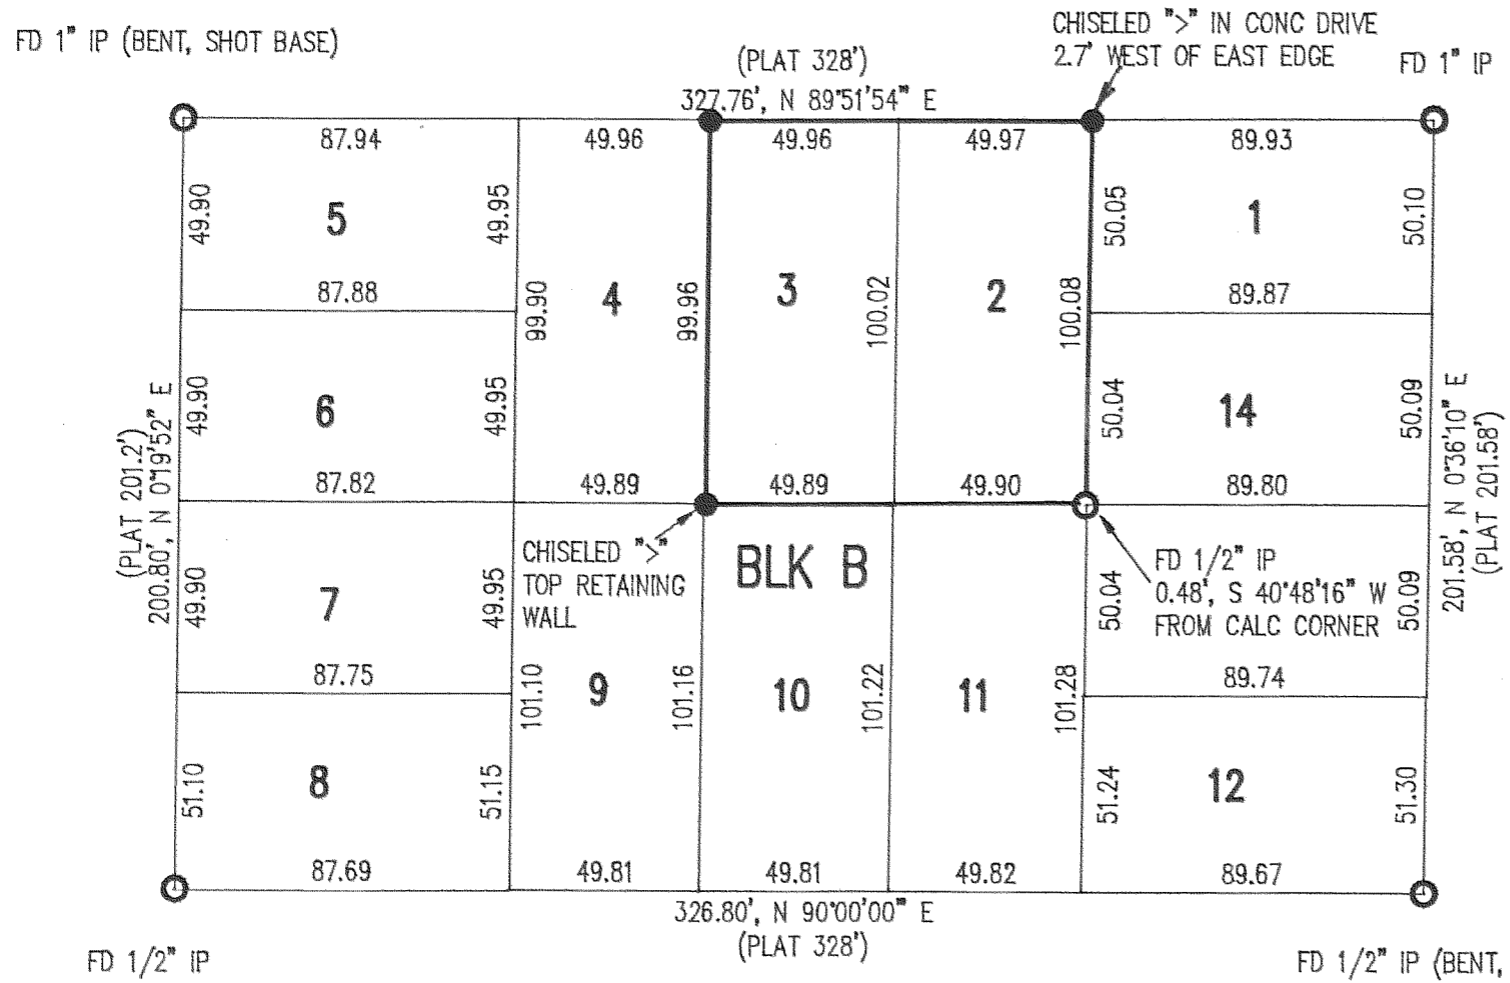 FD 1" IP (BENT, SHOT BASE)
CHISELED ">" IN CONC DRIVE
2.7' WEST OF EAST EDGE
FD 1" IP
(PLAT 328')
327.76', N 89°51'54" E
87.94
49.96
49.96
49.97
89.93
49.90
5
49.95
50.05
1
50.10
87.88
99.90
4
99.96
3
100.02
2
100.08
89.87
(PLAT 201.2')
200.80', N 0°19'52" E
49.90
6
49.95
50.04
14
50.09
201.58', N 0°36'10" E
(PLAT 201.58')
87.82
49.89
49.89
49.90
89.80
CHISELED ">"
TOP RETAINING
WALL
BLK B
FD 1/2" IP
0.48', S 40°48'16" W
FROM CALC CORNER
49.90
7
49.95
50.04
50.09
87.75
101.10
9
101.16
10
101.22
11
101.28
89.74
51.10
8
51.15
51.24
12
51.30
87.69
49.81
49.81
49.82
89.67
326.80', N 90°00'00" E
(PLAT 328')
FD 1/2" IP
FD 1/2" IP (BENT,